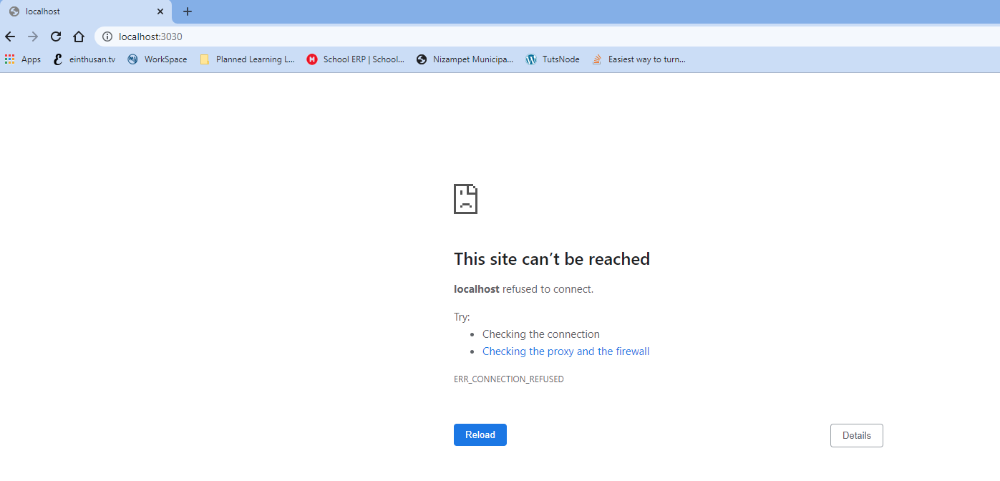 localhost
localhost:3030
Apps einthusan.tv WorkSpace Planned Learning L... School ERP | School... Nizampet Municipa... TutsNode Easiest way to turn...
This site can’t be reached
localhost refused to connect.
Try:
• Checking the connection
• Checking the proxy and the firewall
ERR_CONNECTION_REFUSED
Reload Details